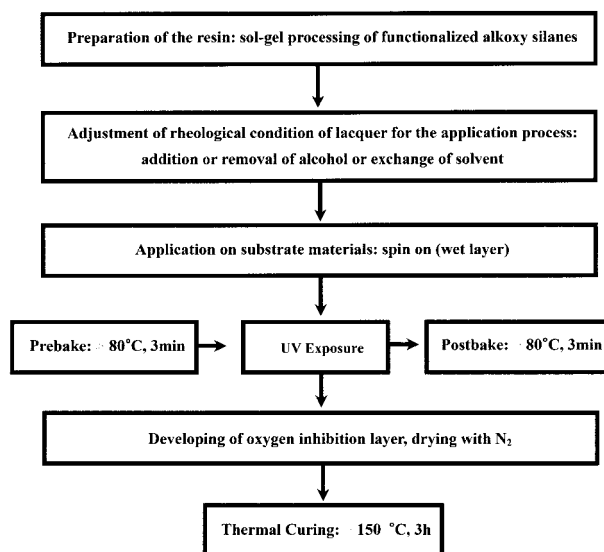 Preparation of the resin: sol-gel processing of functionalized alkoxy silanes
Adjustment of rheological condition of lacquer for the application process:
addition or removal of alcohol or exchange of solvent
Application on substrate materials: spin on (wet layer)
Prebake: 80°C, 3min
UV Exposure
Postbake: 80°C, 3min
Developing of oxygen inhibition layer, drying with N₂
Thermal Curing: 150 °C, 3h